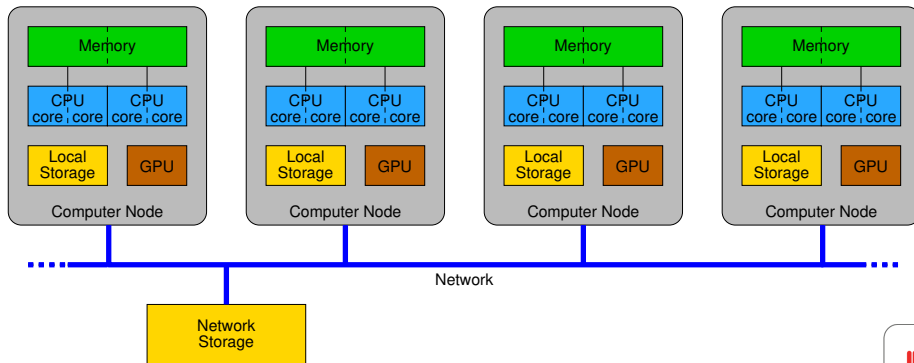 Memory
CPU CPU
core core core core
Local
Storage
GPU
Computer Node
Memory
CPU CPU
core core core core
Local
Storage
GPU
Computer Node
Memory
CPU CPU
core core core core
Local
Storage
GPU
Computer Node
Memory
CPU CPU
core core core core
Local
Storage
GPU
Computer Node
Network
Network
Storage